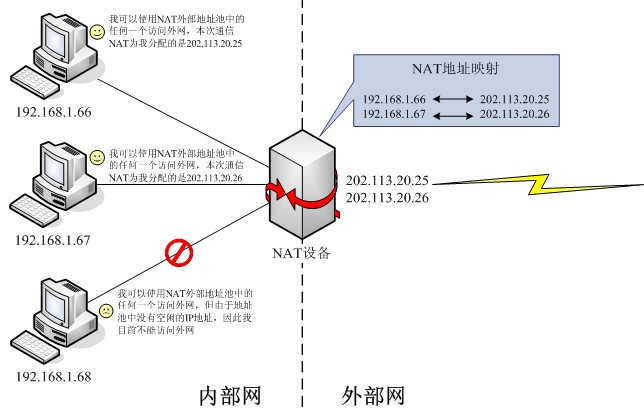 我可以使用NAT外部地址池中的
任何一个访问外网，本次通信
NAT为我分配的是202.113.20.25
192.168.1.66
NAT地址映射
192.168.1.66 202.113.20.25
192.168.1.67 202.113.20.26
我可以使用NAT外部地址池中
的任何一个访问外网，本次通信
NAT为我分配的是202.113.20.26
192.168.1.67
202.113.20.25
202.113.20.26
NAT设备
我可以使用NAT外部地址池中的
任何一个访问外网，但由于地址
池中没有空闲的IP地址，因此我
目前不能访问外网
192.168.1.68
内部网
外部网